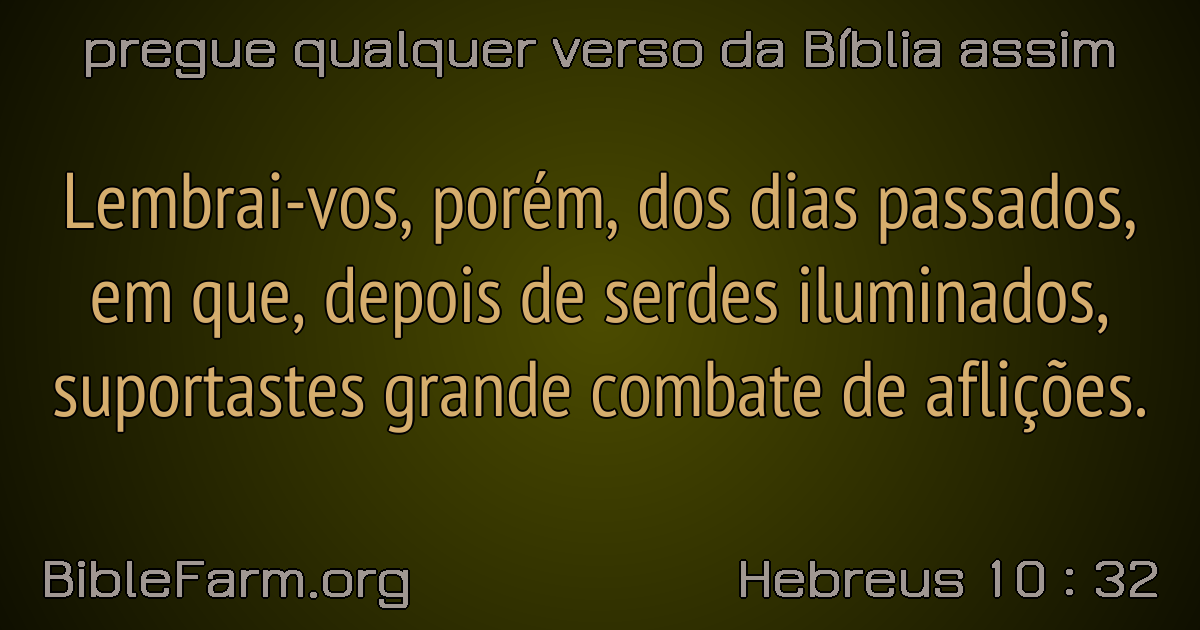 pregue qualquer verso da Bíblia assim
Lembrai-vos, porém, dos dias passados,
em que, depois de serdes iluminados,
suportastes grande combate de aflições.
BibleFarm.org
Hebreus 10 : 32